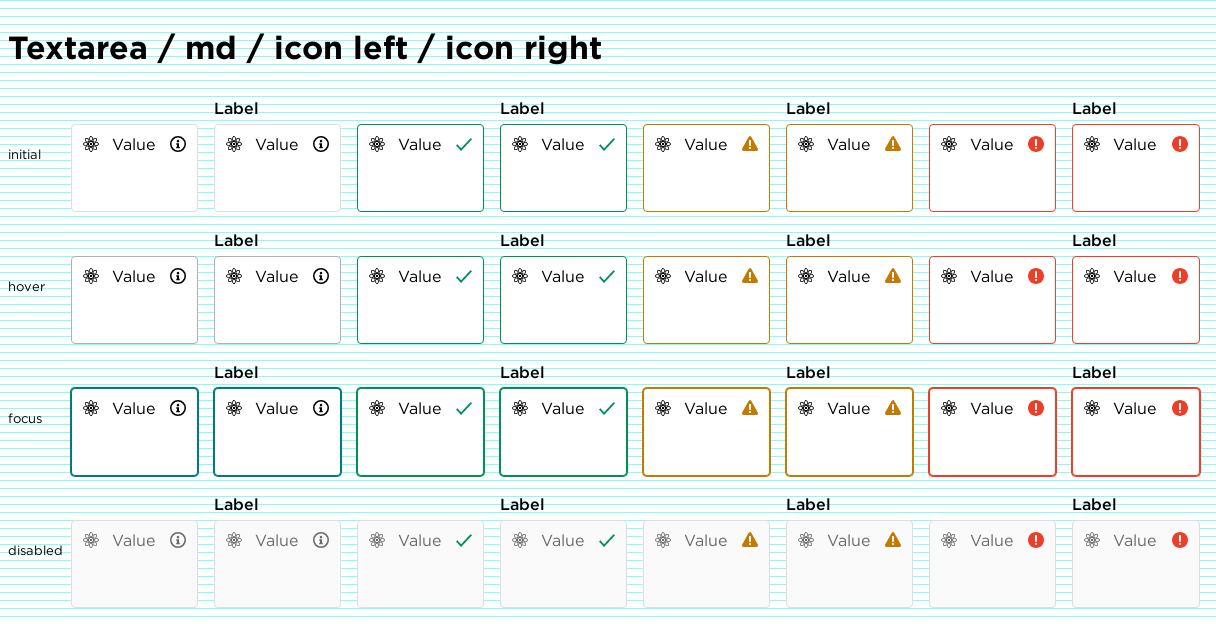 Textarea / md / icon left / icon right
Label Label Label Label
initial Value Value Value Value Value Value Value Value
Label Label Label Label
hover Value Value Value Value Value Value Value Value
Label Label Label Label
focus Value Value Value Value Value Value Value Value
Label Label Label Label
disabled Value Value Value Value Value Value Value Value